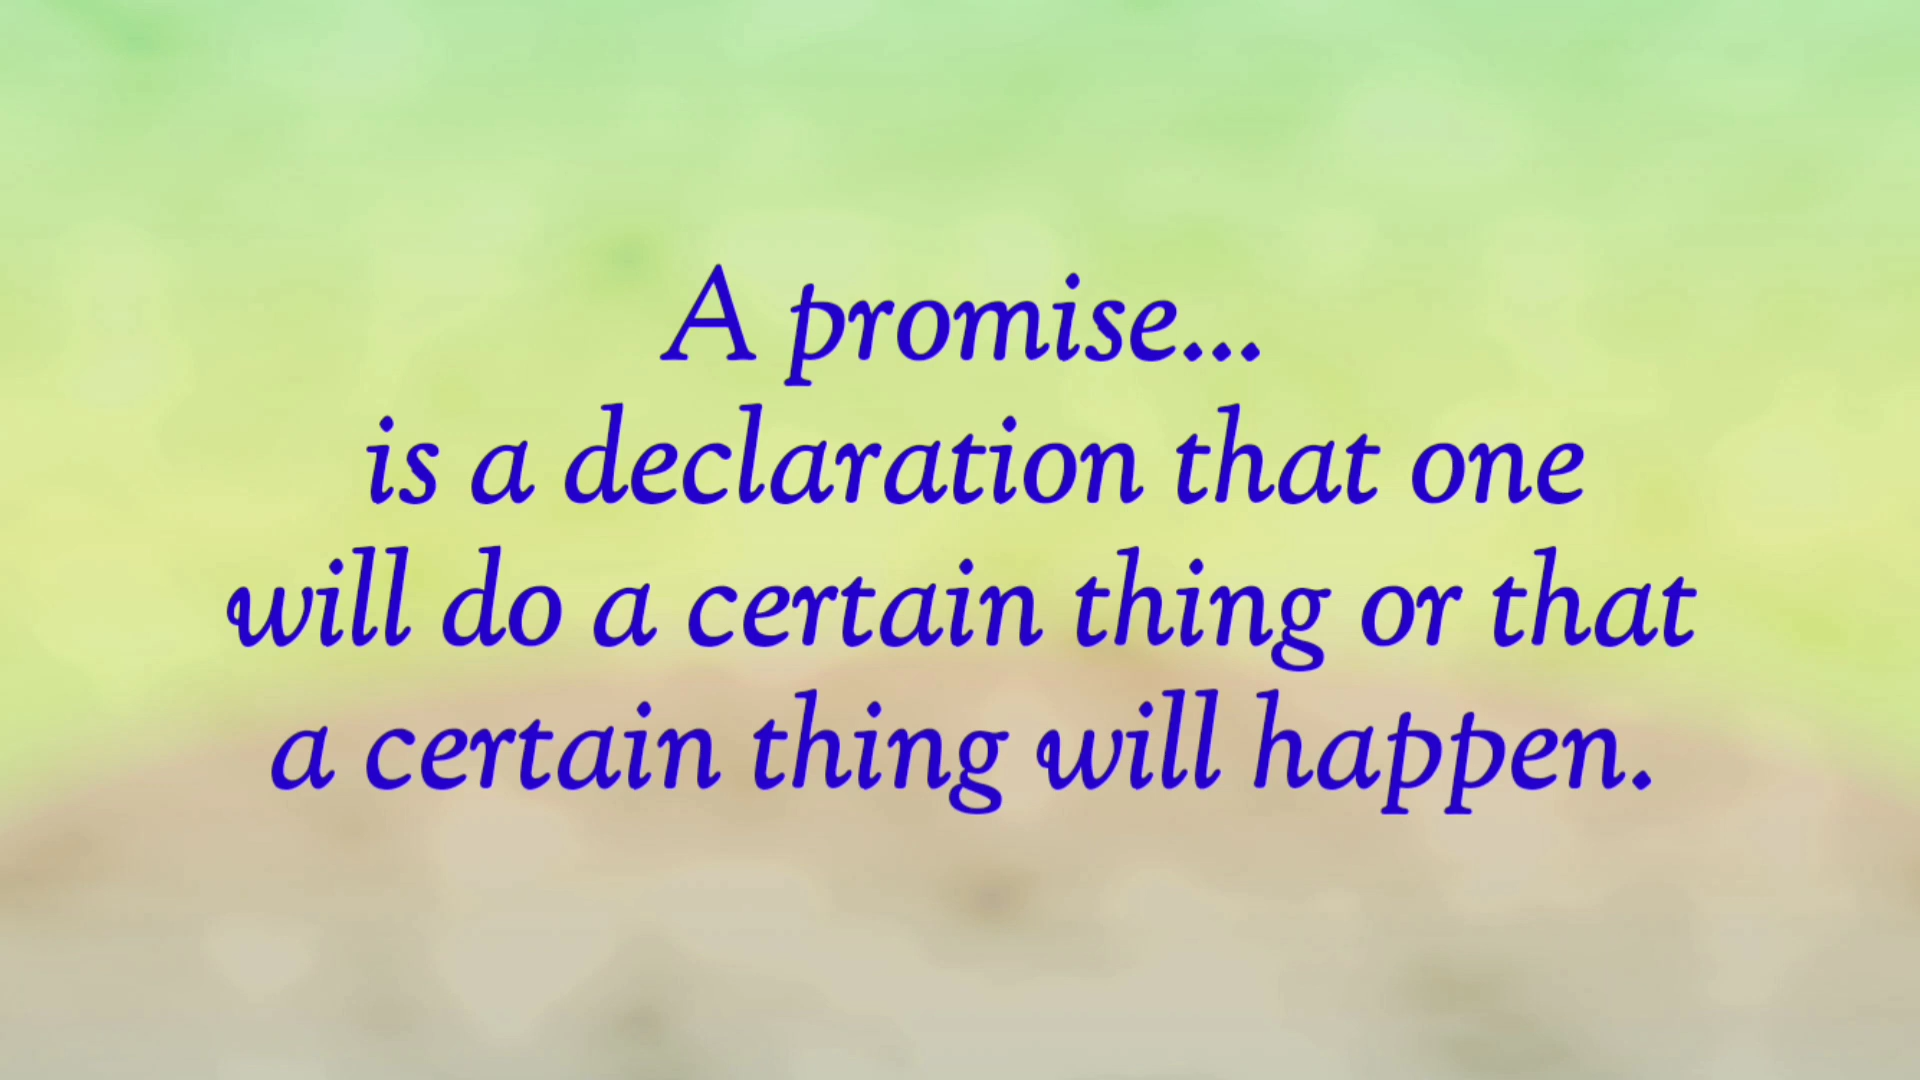 A promise...
is a declaration that one
will do a certain thing or that
a certain thing will happen.